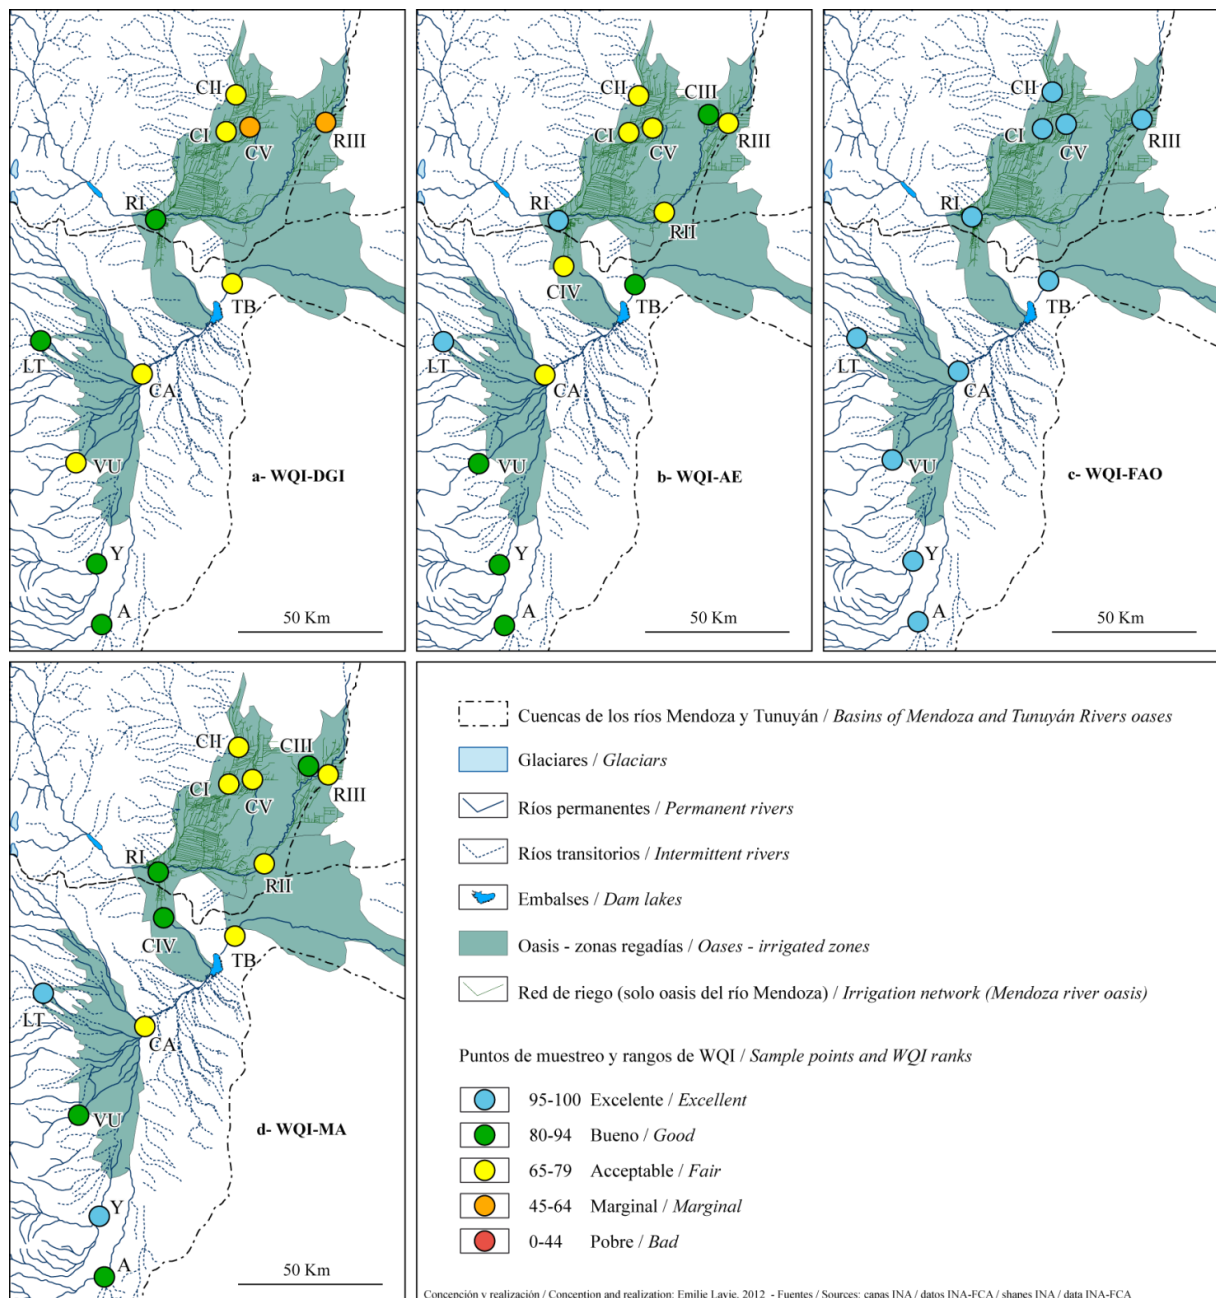 CII
CI
CV
RIII
RI
TB
LT
CA
VU
a- WQI-DGI
Y
A
50 Km
CII
CIII
CI
CV
RIII
RI
RII
CIV
TB
LT
CA
VU
b- WQI-AE
Y
A
50 Km
CII
CI
CV
RIII
RI
TB
LT
CA
VU
c- WQI-FAO
Y
A
50 Km
CII
CIII
CI
CV
RIII
RI
RII
CIV
TB
LT
CA
VU
d- WQI-MA
Y
A
50 Km
Cuencas de los ríos Mendoza y Tunuyán / Basins of Mendoza and Tunuyán Rivers oases
Glaciares / Glaciars
Ríos permanentes / Permanent rivers
Ríos transitorios / Intermittent rivers
Embalses / Dam lakes
Oasis - zonas regadías / Oases - irrigated zones
Red de riego (solo oasis del río Mendoza) / Irrigation network (Mendoza river oasis)
Puntos de muestreo y rangos de WQI / Sample points and WQI ranks
95-100 Excelente / Excellent
80-94 Bueno / Good
65-79 Acceptable / Fair
45-64 Marginal / Marginal
0-44 Pobre / Bad
Concepción y realización / Conception and realization: Emilie Lavie, 2012 - Fuentes / Sources: capas INA / datos INA-FCA / shapes INA / data INA-FCA